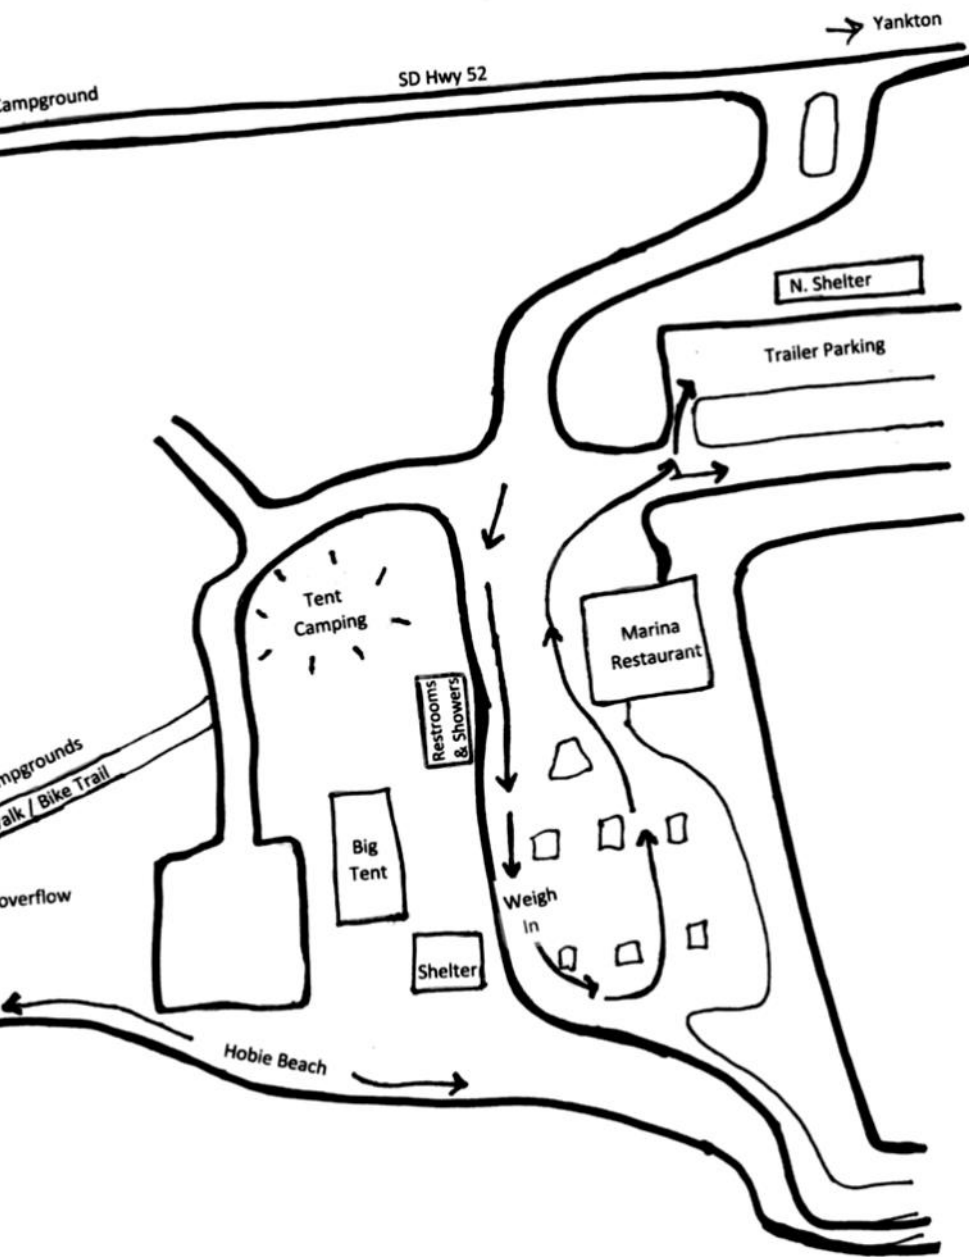 Yankton
SD Hwy 52
Campground
N. Shelter
Trailer Parking
Tent
Camping
Marina
Restaurant
Restrooms
& Showers
mpgrounds
alk / Bike Trail
Big
Tent
overflow
Weigh
In
Shelter
Hobie Beach